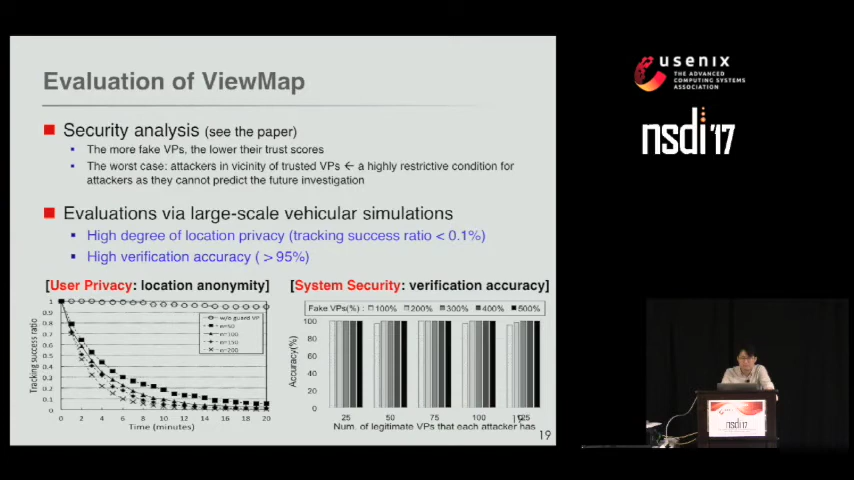 Evaluation of ViewMap
Security analysis (see the paper)
The more fake VPs, the lower their trust scores
The worst case: attackers in vicinity of trusted VPs ← a highly restrictive condition for
attackers as they cannot predict the future investigation
Evaluations via large-scale vehicular simulations
High degree of location privacy (tracking success ratio < 0.1%)
High verification accuracy ( > 95%)
[User Privacy: location anonymity]
[System Security: verification accuracy]
Tracking success ratio
1
0.9
0.8
0.7
0.6
0.5
0.4
0.3
0.2
0.1
0
w/o guard VP
n=50
n=100
n=150
n=200
0 2 4 6 8 10 12 14 16 18 20
Time (minutes)
Fake VPs(%) : 100% 200% 300% 400% 500%
Accuracy(%)
100
80
60
40
20
0
25 50 75 100 125
Num. of legitimate VPs that each attacker has
19
19
usenix
THE ADVANCED
COMPUTING SYSTEMS
ASSOCIATION
nsdi '17
nsdi'17